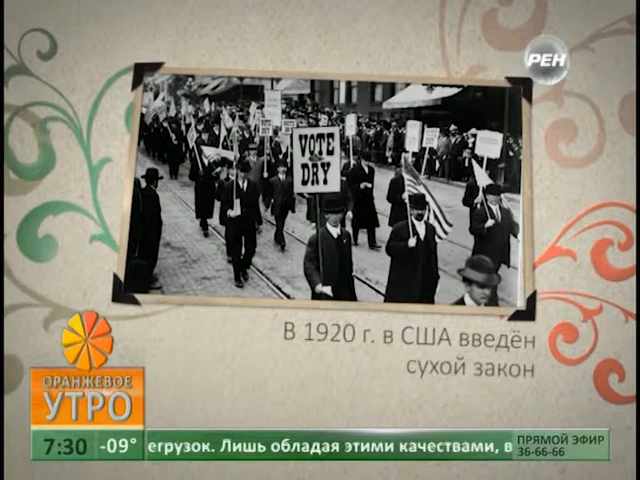 РЕН
VOTE
DRY
В 1920 г. в США введён
сухой закон
ОРАНЖЕВОЕ
УТРО
7:30 -09° егрузок. Лишь обладая этими качествами, в
ПРЯМОЙ ЭФИР
36-66-66